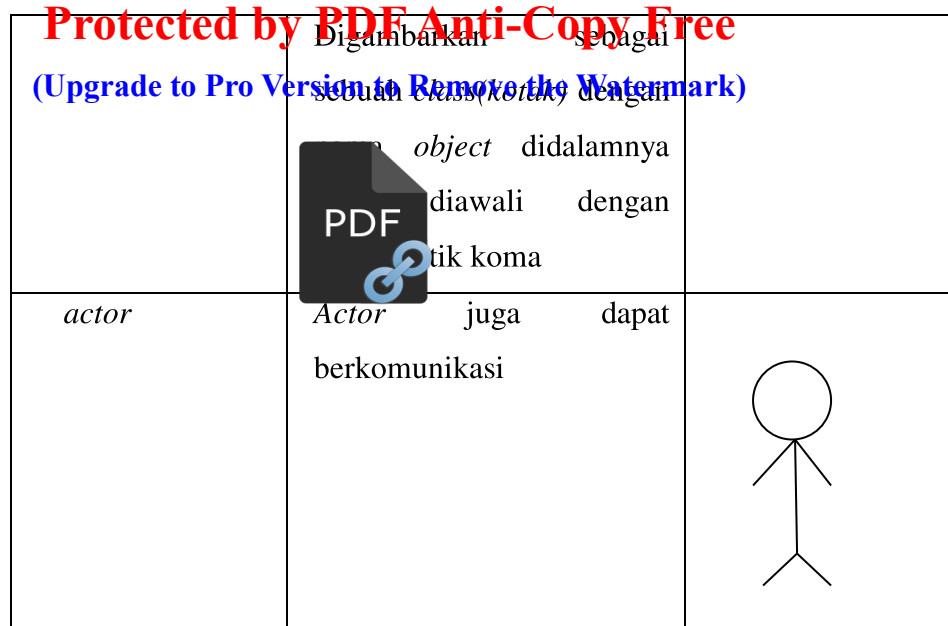 Protected by PDF Anti-Copy Free
(Upgrade to Pro Version to Remove the Watermark)
Digambarkan sebagai
sebuah class(kotak) dengan
object didalamnya
diawali dengan
tik koma
PDF
actor
Actor juga dapat
berkomunikasi